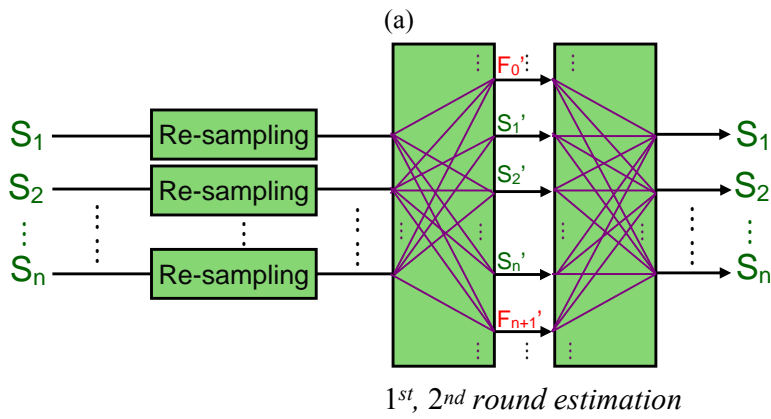 (a)
F₀'
S₁ Re-sampling S₁' S₁
S₂ Re-sampling S₂' S₂
Sₙ Re-sampling Sₙ' Sₙ
Fₙ₊₁'
1ˢᵗ, 2ⁿᵈ round estimation